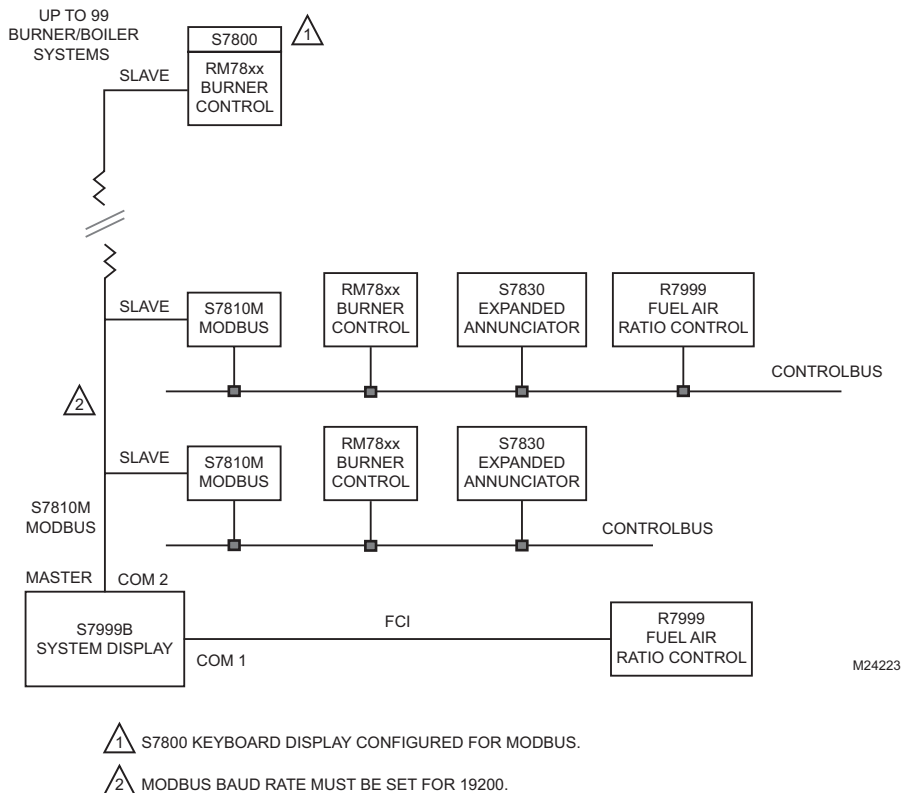 UP TO 99
BURNER/BOILER
SYSTEMS
S7800
1
SLAVE
RM78xx
BURNER
CONTROL
SLAVE
S7810M
MODBUS
RM78xx
BURNER
CONTROL
S7830
EXPANDED
ANNUNCIATOR
R7999
FUEL AIR
RATIO CONTROL
CONTROLBUS
2
SLAVE
S7810M
MODBUS
RM78xx
BURNER
CONTROL
S7830
EXPANDED
ANNUNCIATOR
CONTROLBUS
S7810M
MODBUS
MASTER
COM 2
S7999B
SYSTEM DISPLAY
COM 1
FCI
R7999
FUEL AIR
RATIO CONTROL
M24223
1 S7800 KEYBOARD DISPLAY CONFIGURED FOR MODBUS.
2 MODBUS BAUD RATE MUST BE SET FOR 19200.